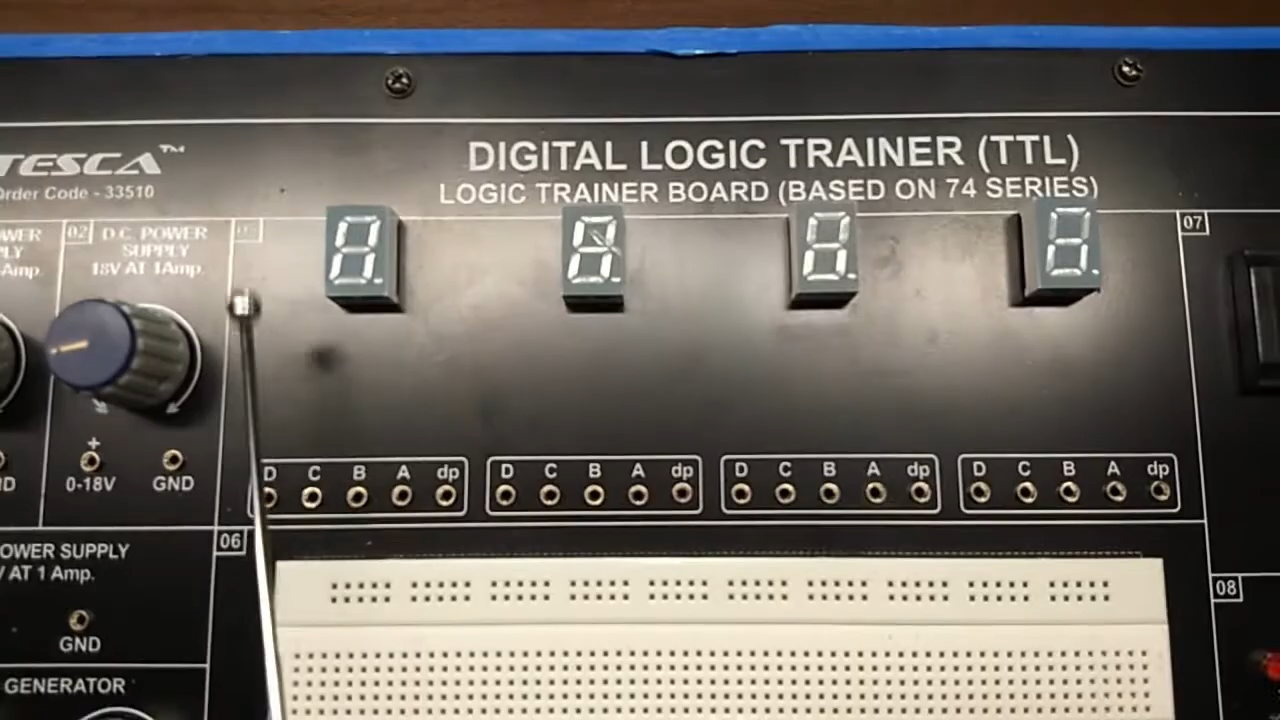 TESCA™
Order Code - 33510
DIGITAL LOGIC TRAINER (TTL)
LOGIC TRAINER BOARD (BASED ON 74 SERIES)
02
D.C. POWER
SUPPLY
18V AT 1Amp.
07
+
0-18V
GND
D C B A dp
D C B A dp
D C B A dp
D C B A dp
06
OWER SUPPLY
AT 1 Amp.
GND
GENERATOR
08